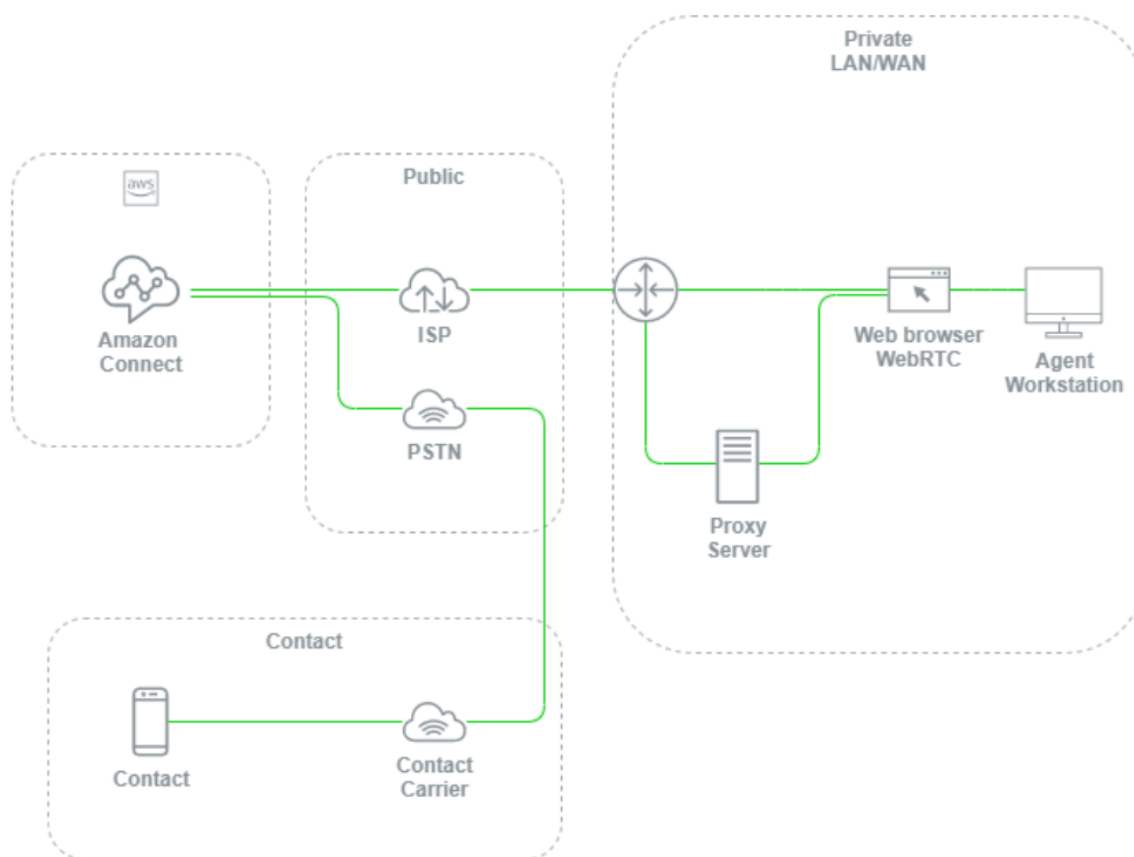 Private
LAN/WAN
aws
Public
Amazon
Connect
ISP
PSTN
Web browser
WebRTC
Agent
Workstation
Proxy
Server
Contact
Contact
Contact
Carrier